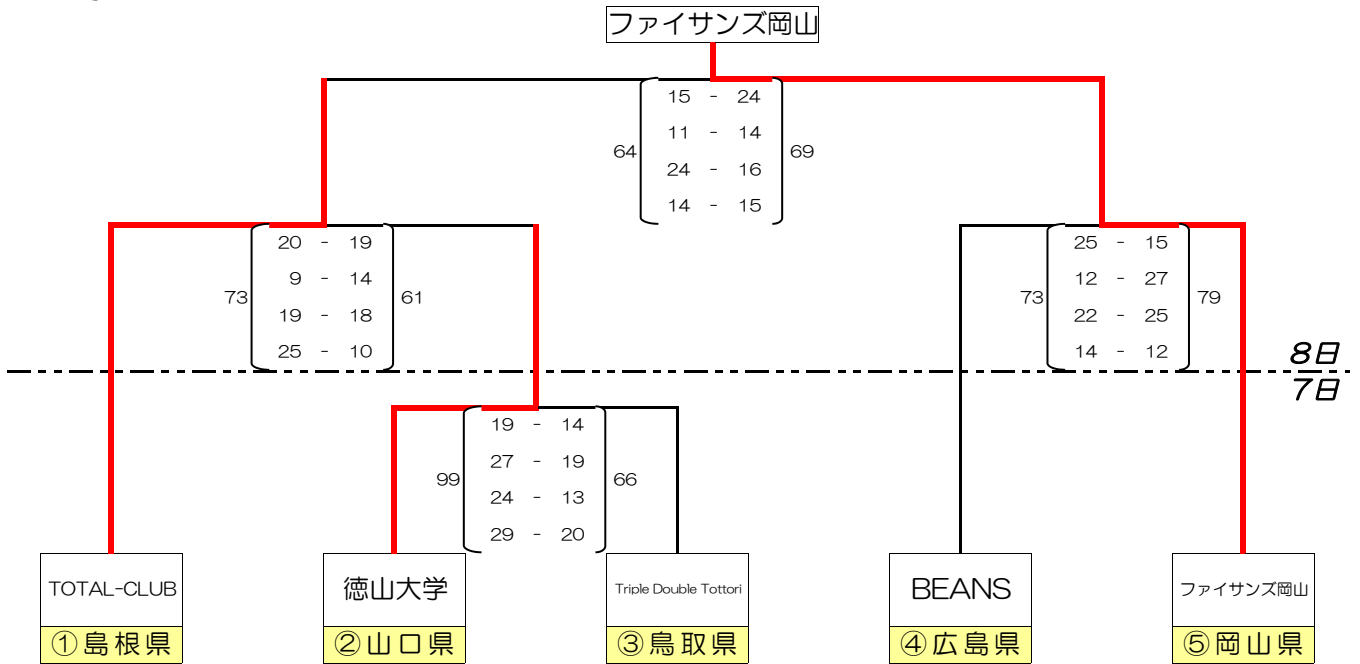 ファイサンズ岡山
15 - 24
11 - 14
64
69
24 - 16
14 - 15
20 - 19
9 - 14
73
61
19 - 18
25 - 10
25 - 15
12 - 27
73
79
22 - 25
14 - 12
8日
7日
19 - 14
27 - 19
99
66
24 - 13
29 - 20
TOTAL-CLUB
徳山大学
Triple Double Tottori
BEANS
ファイサンズ岡山
①島根県
②山口県
③鳥取県
④広島県
⑤岡山県